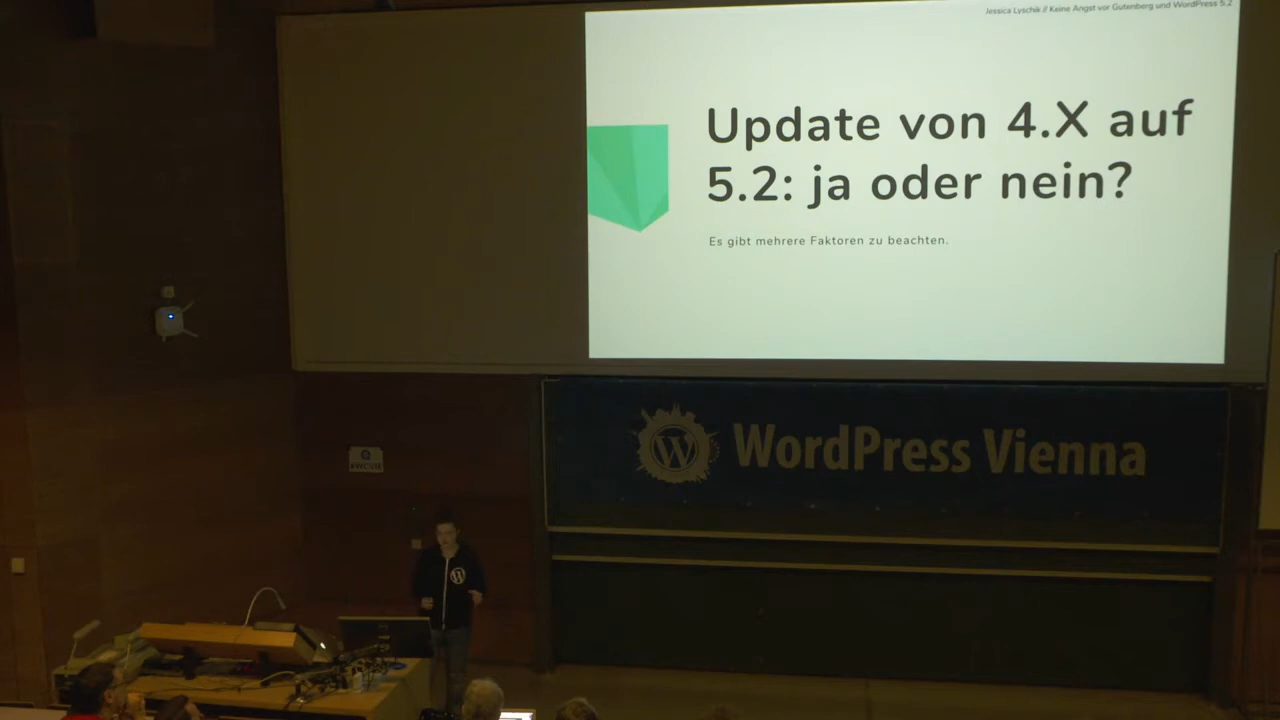 Jessica Lyschik // Keine Angst vor Gutenberg und WordPress 5.2
Update von 4.X auf
5.2: ja oder nein?
Es gibt mehrere Faktoren zu beachten.
WordPress Vienna
#WCVIE